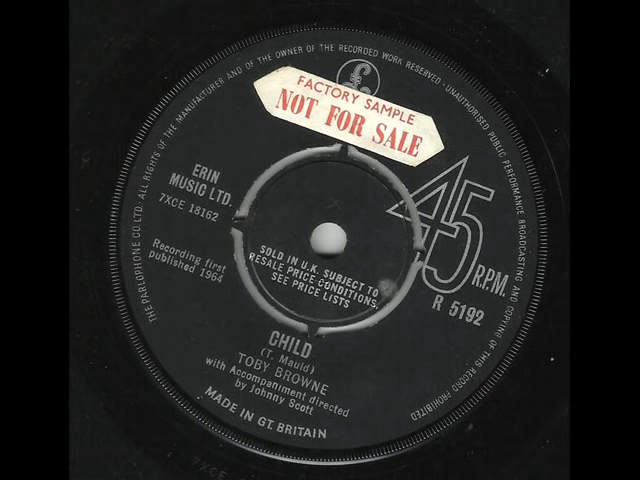 THE PARLOPHONE CO. LTD. ALL RIGHTS OF THE MANUFACTURER AND OF THE OWNER OF THE RECORDED WORK RESERVED · UNAUTHORISED PUBLIC PERFORMANCE BROADCASTING AND COPYING OF THIS RECORD PROHIBITED
£
FACTORY SAMPLE
NOT FOR SALE
ERIN
MUSIC LTD.
7XCE 18162
45
R.P.M.
Recording first
published 1964
R 5192
SOLD IN U.K. SUBJECT TO
RESALE PRICE CONDITIONS,
SEE PRICE LISTS
CHILD
(T. Mauld)
TOBY BROWNE
with Accompaniment directed
by Johnny Scott
MADE IN GT. BRITAIN
7XCE